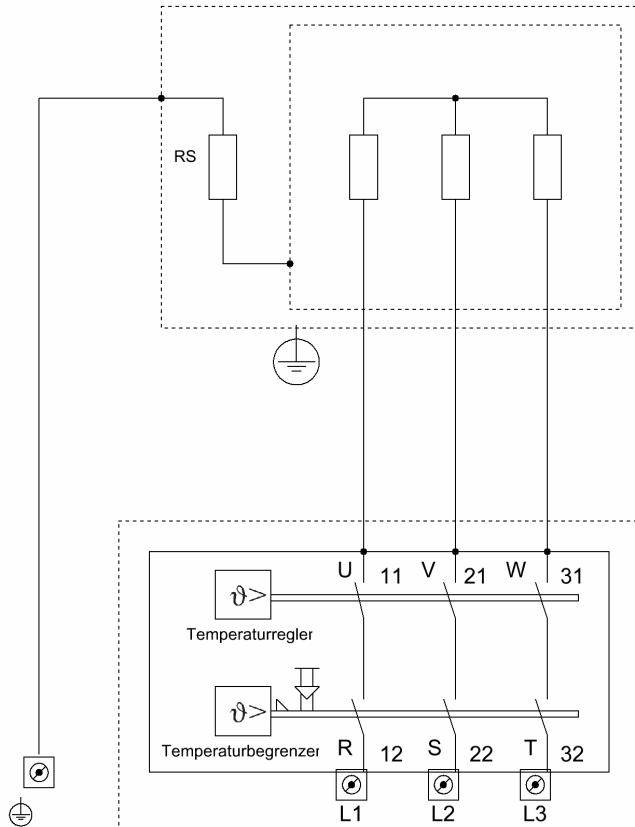 RS
U 11 V 21 W 31
ϑ>
Temperaturregler
ϑ>
Temperaturbegrenzer
R 12 S 22 T 32
L1 L2 L3